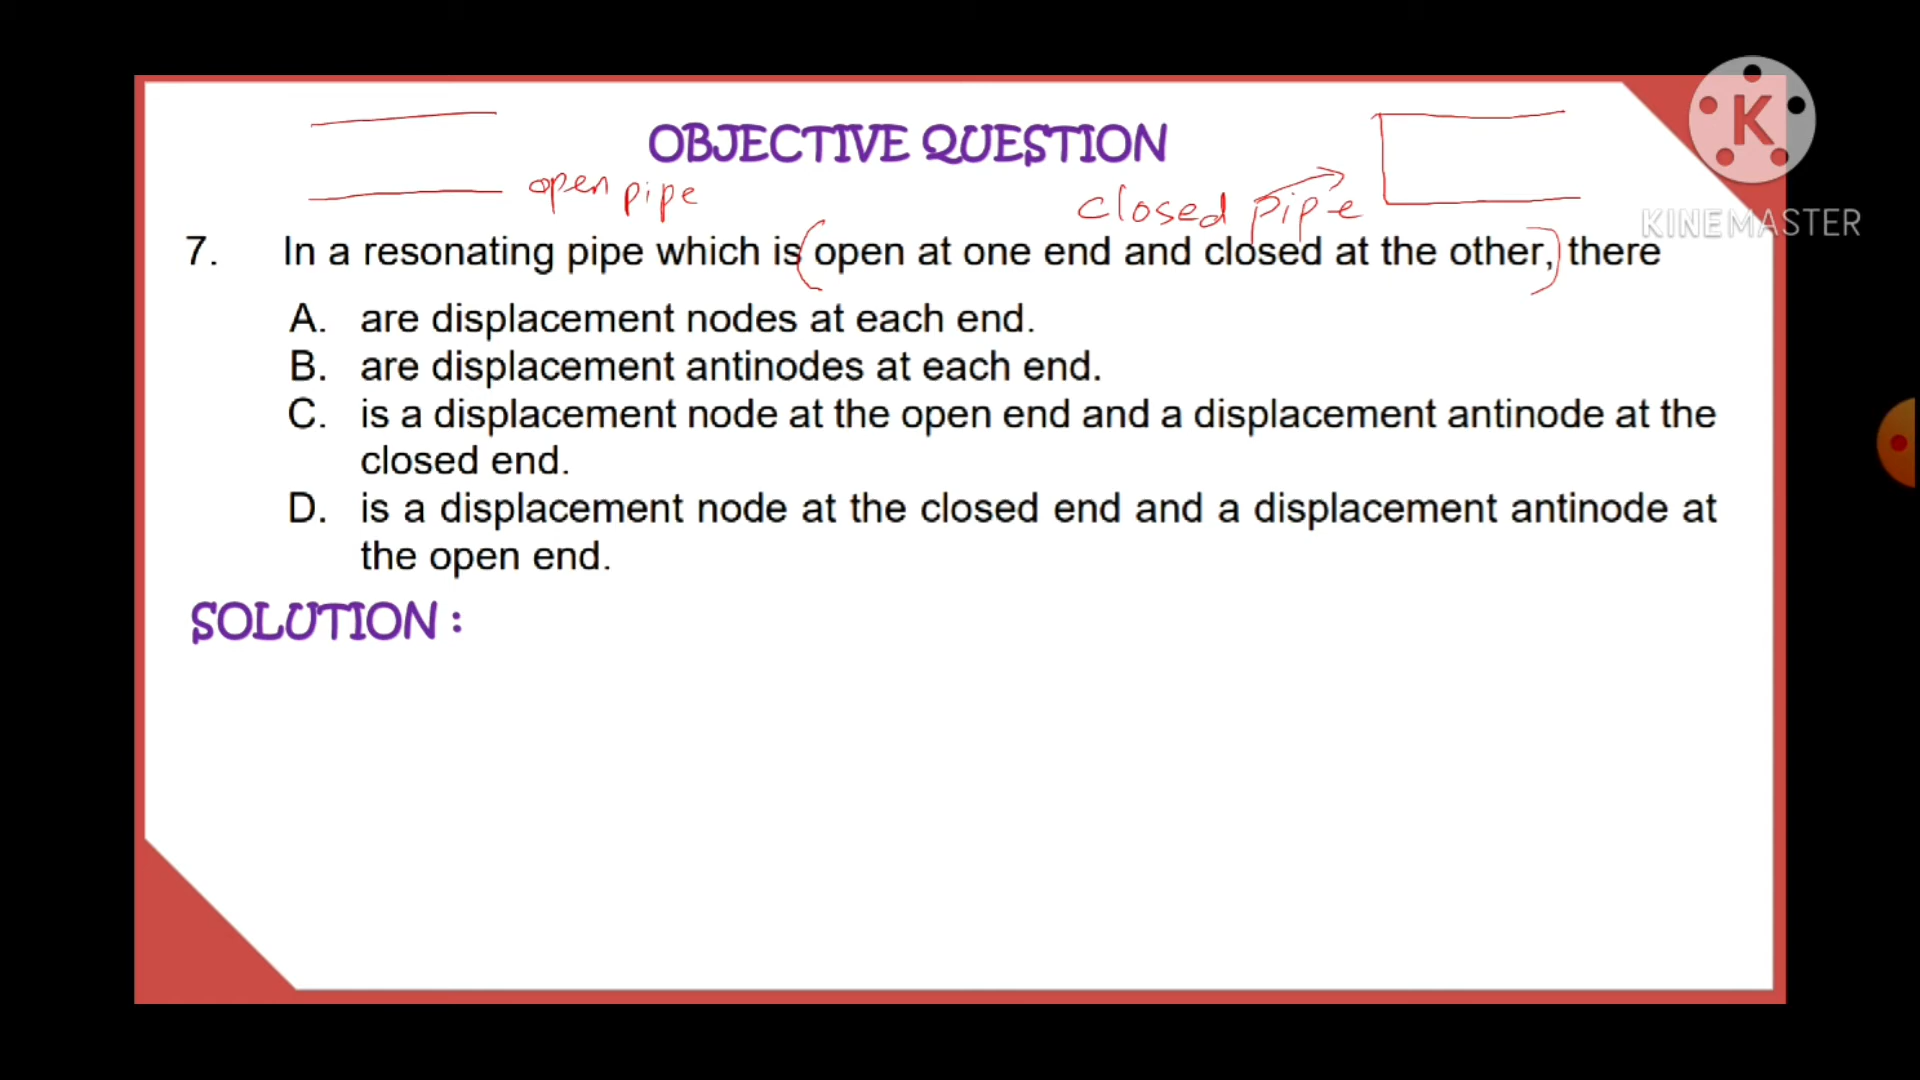 OBJECTIVE QUESTION
K
open pipe
closed pipe
KINEMASTER
7. In a resonating pipe which is (open at one end and closed at the other,) there
A. are displacement nodes at each end.
B. are displacement antinodes at each end.
C. is a displacement node at the open end and a displacement antinode at the
closed end.
D. is a displacement node at the closed end and a displacement antinode at
the open end.
SOLUTION :